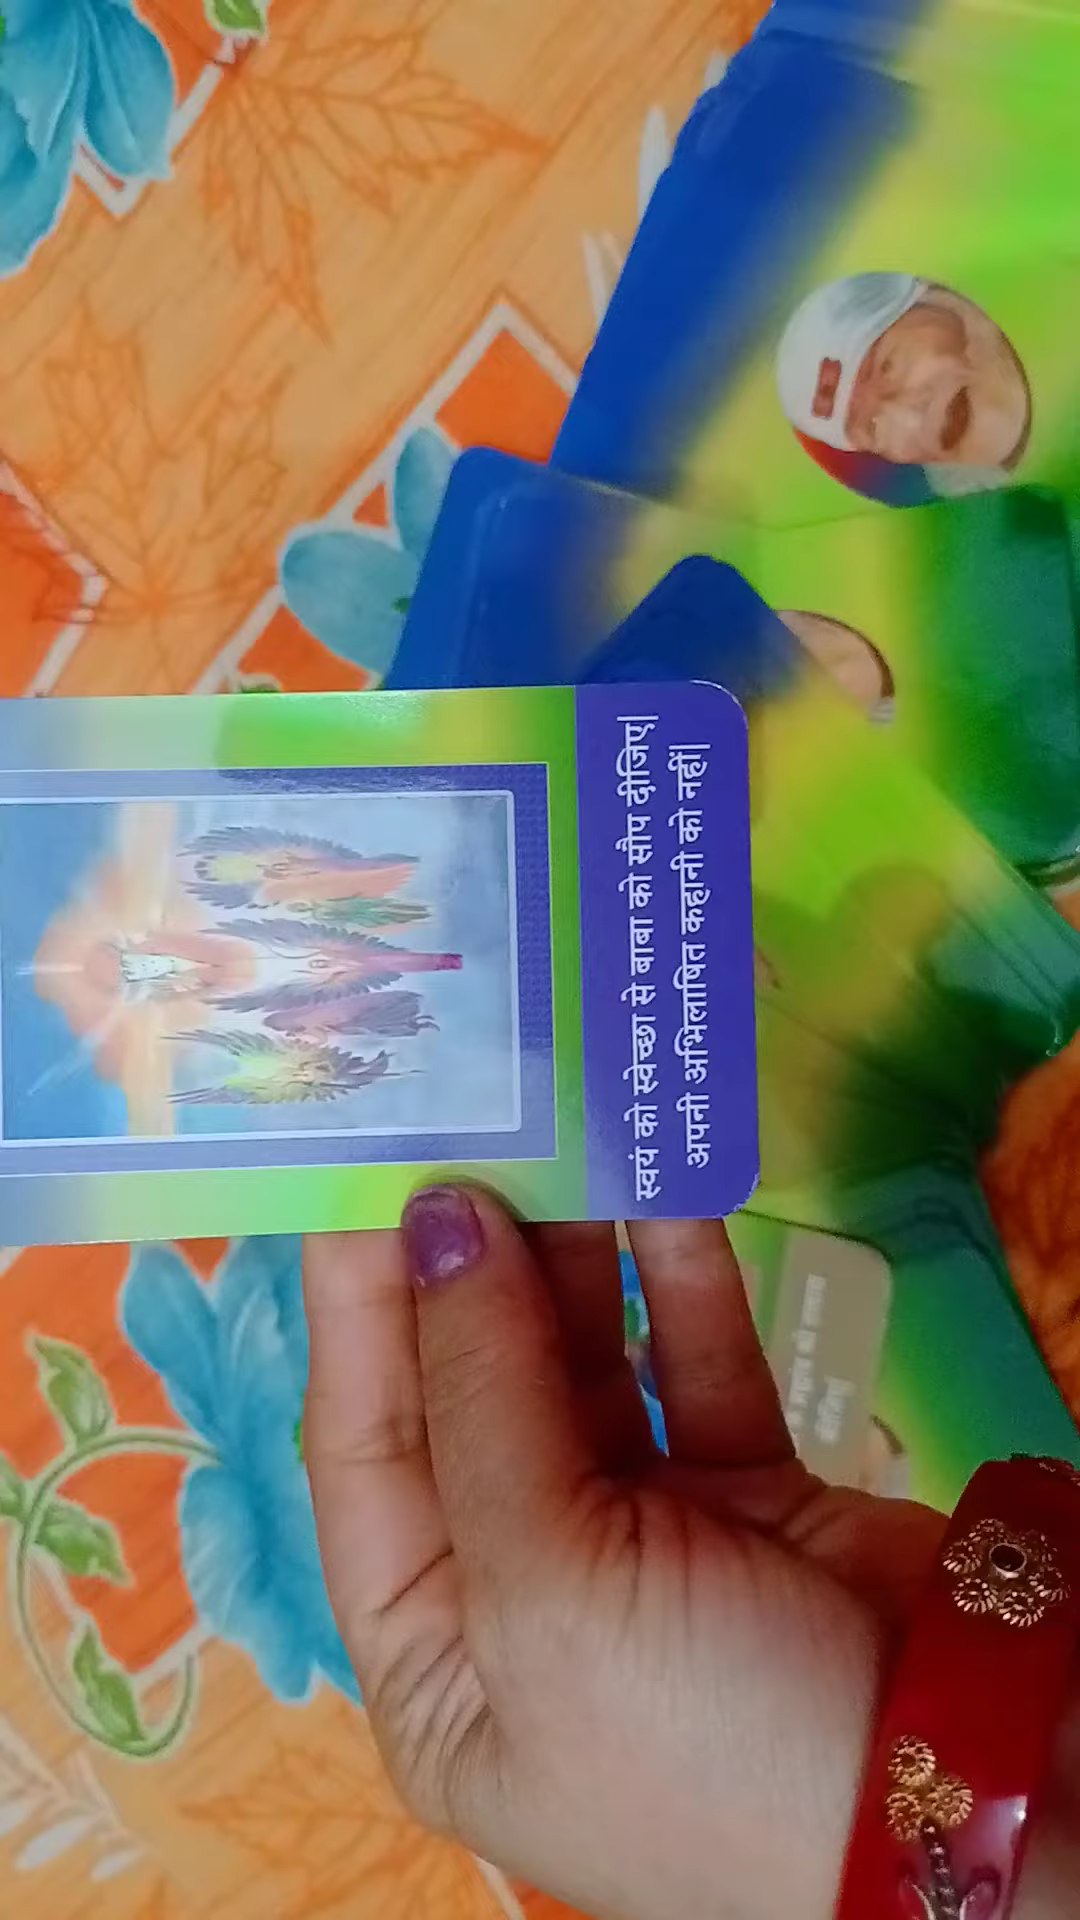 स्वयं को स्वेच्छा से बाबा को सौंप दीजिए।
अपनी अभिलाषित कहानी को नहीं।